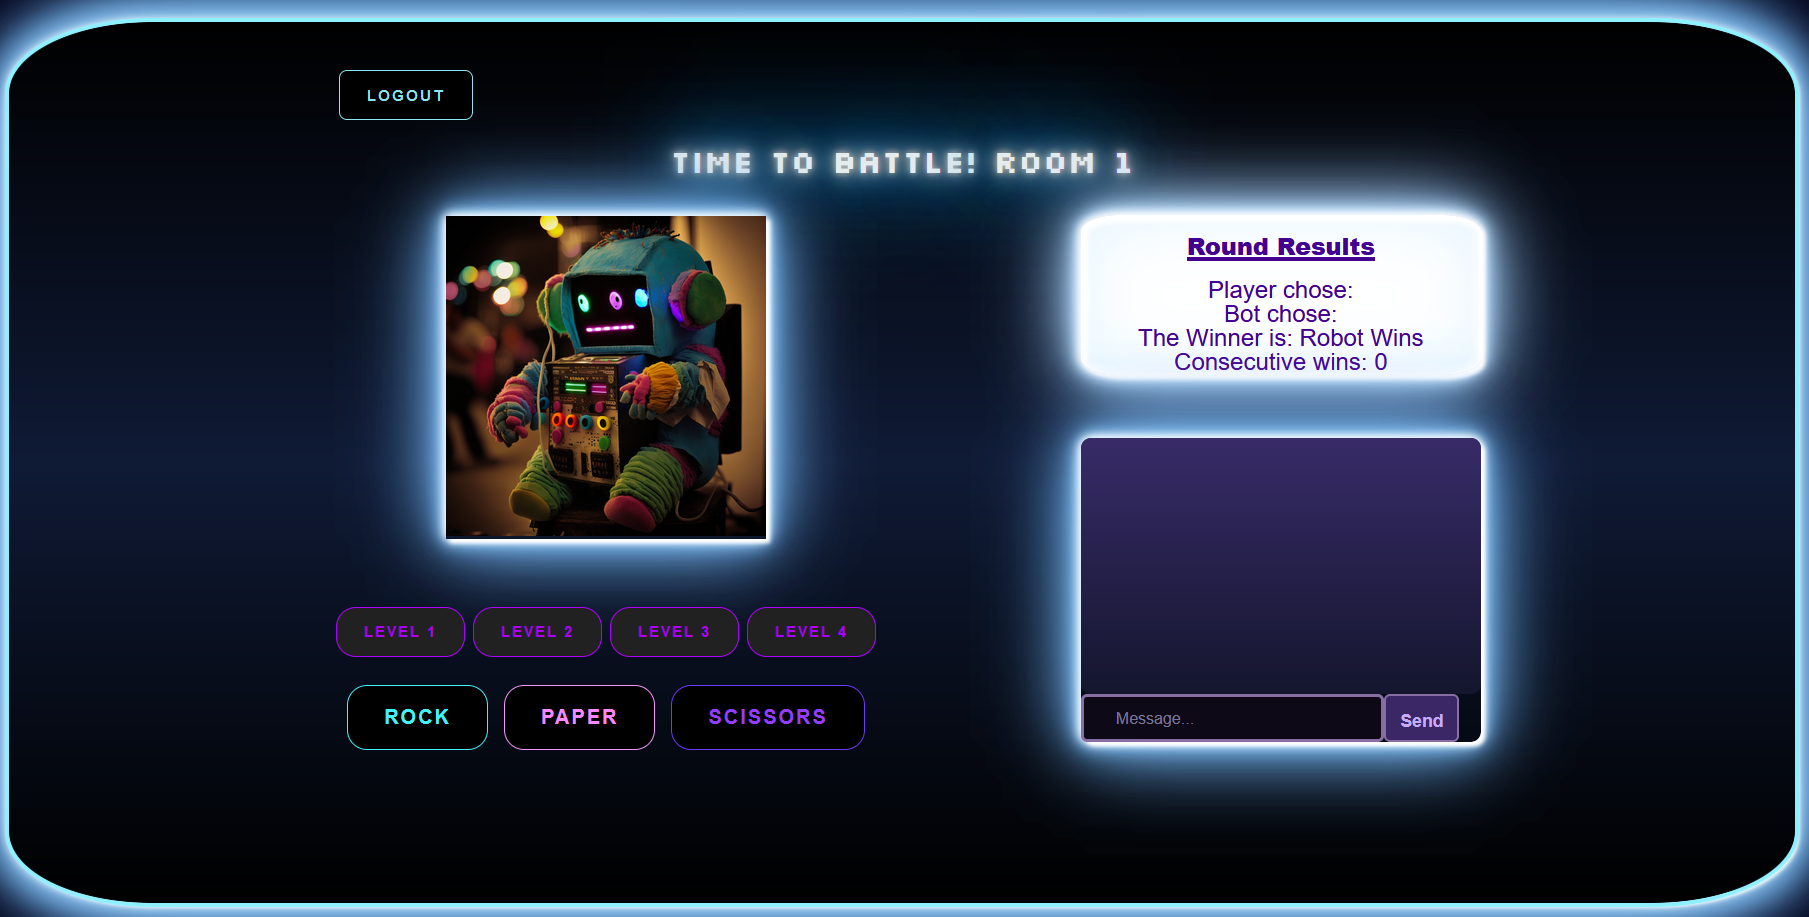 LOGOUT
TIME TO BATTLE! ROOM 1
Round Results
Player chose:
Bot chose:
The Winner is: Robot Wins
Consecutive wins: 0
LEVEL 1
LEVEL 2
LEVEL 3
LEVEL 4
ROCK
PAPER
SCISSORS
Message...
Send